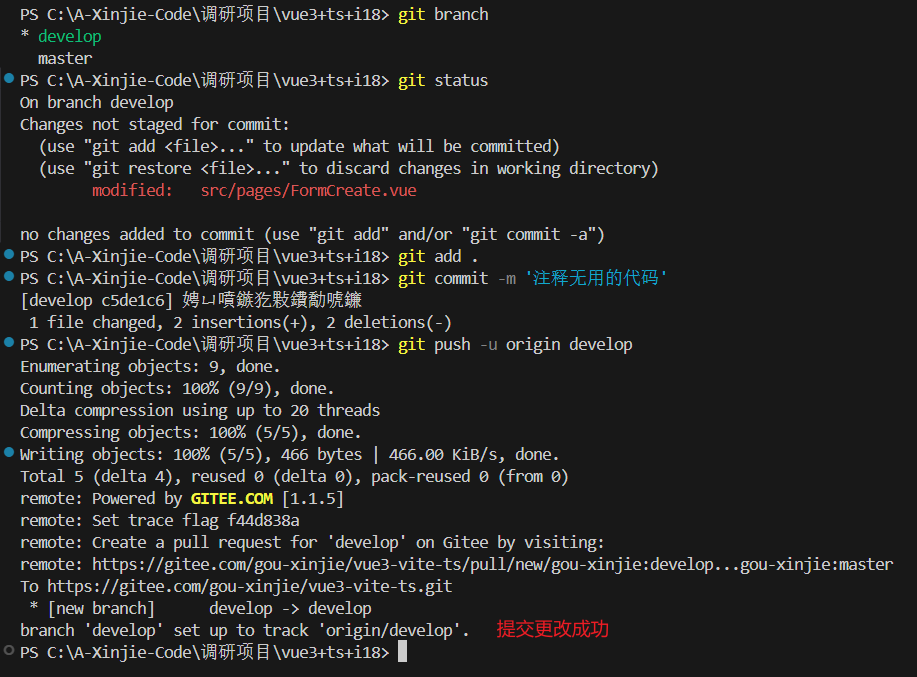 PS C:\A-Xinjie-Code\调研项目\vue3+ts+i18> git branch
* develop
master
PS C:\A-Xinjie-Code\调研项目\vue3+ts+i18> git status
On branch develop
Changes not staged for commit:
(use "git add <file>..." to update what will be committed)
(use "git restore <file>..." to discard changes in working directory)
modified:   src/pages/FormCreate.vue
no changes added to commit (use "git add" and/or "git commit -a")
PS C:\A-Xinjie-Code\调研项目\vue3+ts+i18> git add .
PS C:\A-Xinjie-Code\调研项目\vue3+ts+i18> git commit -m '注释无用的代码'
[develop c5de1c6]
1 file changed, 2 insertions(+), 2 deletions(-)
PS C:\A-Xinjie-Code\调研项目\vue3+ts+i18> git push -u origin develop
Enumerating objects: 9, done.
Counting objects: 100% (9/9), done.
Delta compression using up to 20 threads
Compressing objects: 100% (5/5), done.
Writing objects: 100% (5/5), 466 bytes | 466.00 KiB/s, done.
Total 5 (delta 4), reused 0 (delta 0), pack-reused 0 (from 0)
remote: Powered by GITEE.COM [1.1.5]
remote: Set trace flag f44d838a
remote: Create a pull request for 'develop' on Gitee by visiting:
remote: https://gitee.com/gou-xinjie/vue3-vite-ts/pull/new/gou-xinjie:develop...gou-xinjie:master
To https://gitee.com/gou-xinjie/vue3-vite-ts.git
* [new branch]      develop -> develop
branch 'develop' set up to track 'origin/develop'. 提交更改成功
PS C:\A-Xinjie-Code\调研项目\vue3+ts+i18>